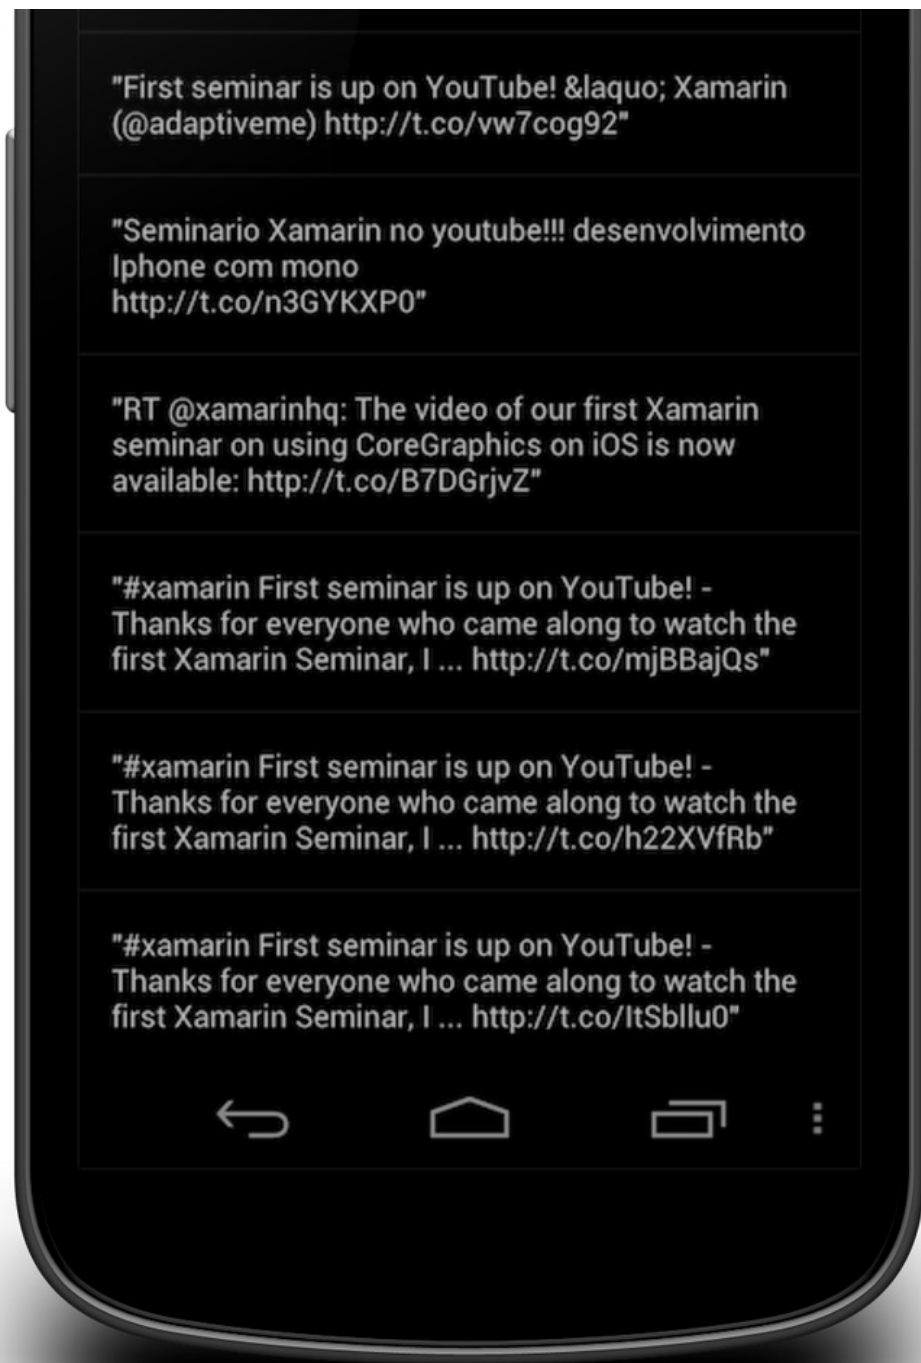 "First seminar is up on YouTube! &laquo; Xamarin
(@adaptiveme) http://t.co/vw7cog92"
"Seminario Xamarin no youtube!!! desenvolvimento
Iphone com mono
http://t.co/n3GYKXP0"
"RT @xamarinhq: The video of our first Xamarin
seminar on using CoreGraphics on iOS is now
available: http://t.co/B7DGrjvZ"
"#xamarin First seminar is up on YouTube! -
Thanks for everyone who came along to watch the
first Xamarin Seminar, I ... http://t.co/mjBBajQs"
"#xamarin First seminar is up on YouTube! -
Thanks for everyone who came along to watch the
first Xamarin Seminar, I ... http://t.co/h22XVfRb"
"#xamarin First seminar is up on YouTube! -
Thanks for everyone who came along to watch the
first Xamarin Seminar, I ... http://t.co/ItSbllu0"